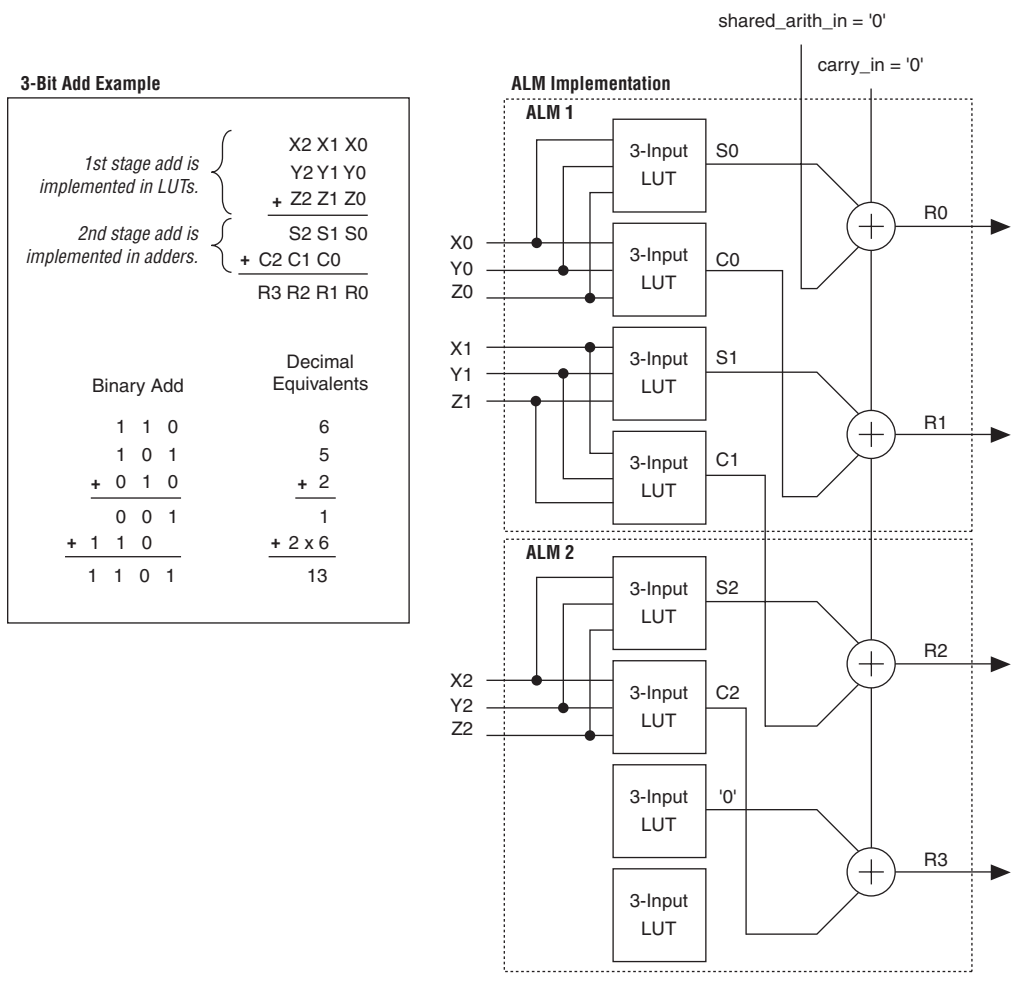 shared_arith_in = '0'
carry_in = '0'
3-Bit Add Example
1st stage add is
implemented in LUTs.
X2 X1 X0
Y2 Y1 Y0
+ Z2 Z1 Z0
2nd stage add is
implemented in adders.
S2 S1 S0
+ C2 C1 C0
R3 R2 R1 R0
Binary Add
1 1 0
1 0 1
+ 0 1 0
0 0 1
+ 1 1 0
1 1 0 1
Decimal
Equivalents
6
5
+ 2
1
+ 2 x 6
13
ALM Implementation
ALM 1
3-Input
LUT
S0
R0
X0
Y0
Z0
3-Input
LUT
C0
X1
Y1
Z1
3-Input
LUT
S1
R1
3-Input
LUT
C1
ALM 2
3-Input
LUT
S2
R2
X2
Y2
Z2
3-Input
LUT
C2
3-Input
LUT
'0'
R3
3-Input
LUT